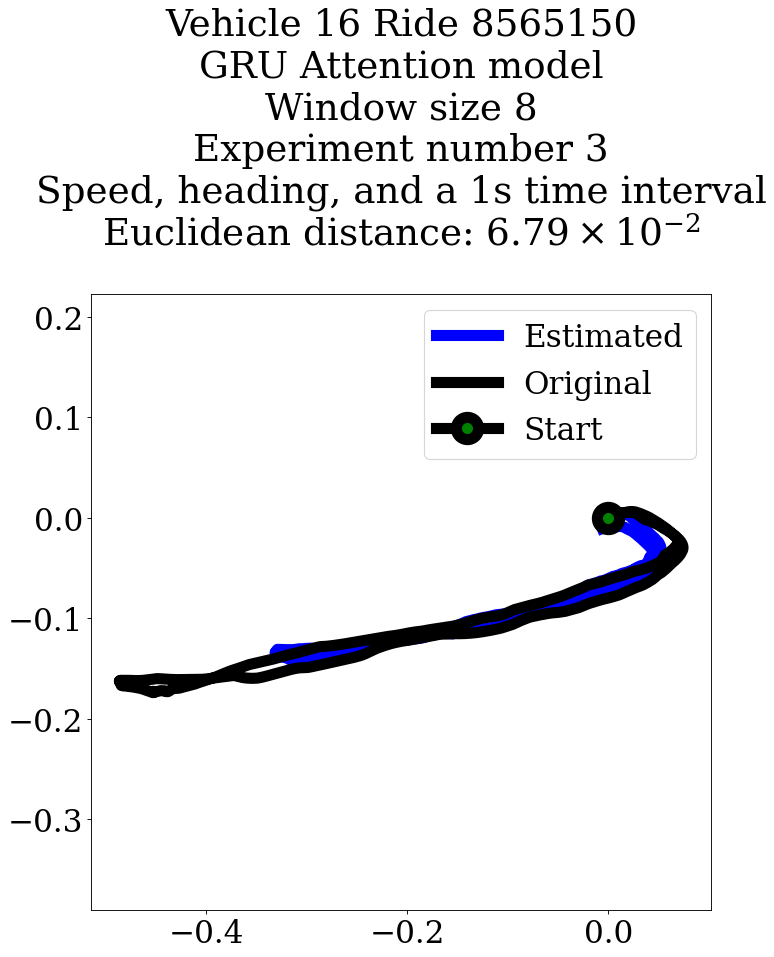 Vehicle 16 Ride 8565150
GRU Attention model
Window size 8
Experiment number 3
Speed, heading, and a 1s time interval
Euclidean distance: 6.79 × 10⁻²
Estimated
Original
Start
0.2
0.1
0.0
−0.1
−0.2
−0.3
−0.4
−0.2
0.0